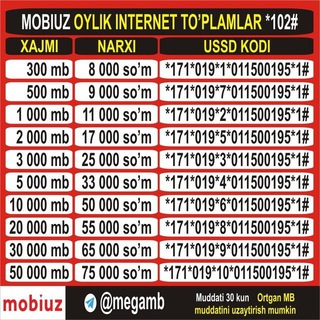 MOBIUZ OYLIK INTERNET TO'PLAMLAR *102#
XAJMI NARXI USSD KODI
300 mb 8 000 so'm *171*019*1*011500195*1#
500 mb 9 000 so'm *171*019*7*011500195*1#
1 000 mb 11 000 so'm *171*019*2*011500195*1#
2 000 mb 17 000 so'm *171*019*5*011500195*1#
3 000 mb 25 000 so'm *171*019*3*011500195*1#
5 000 mb 33 000 so'm *171*019*4*011500195*1#
10 000 mb 50 000 so'm *171*019*6*011500195*1#
20 000 mb 55 000 so'm *171*019*8*011500195*1#
30 000 mb 65 000 so'm *171*019*9*011500195*1#
50 000 mb 75 000 so'm *171*019*10*011500195*1#
mobiuz @megamb Muddati 30 kun Ortgan MB
muddatini uzaytirish mumkin